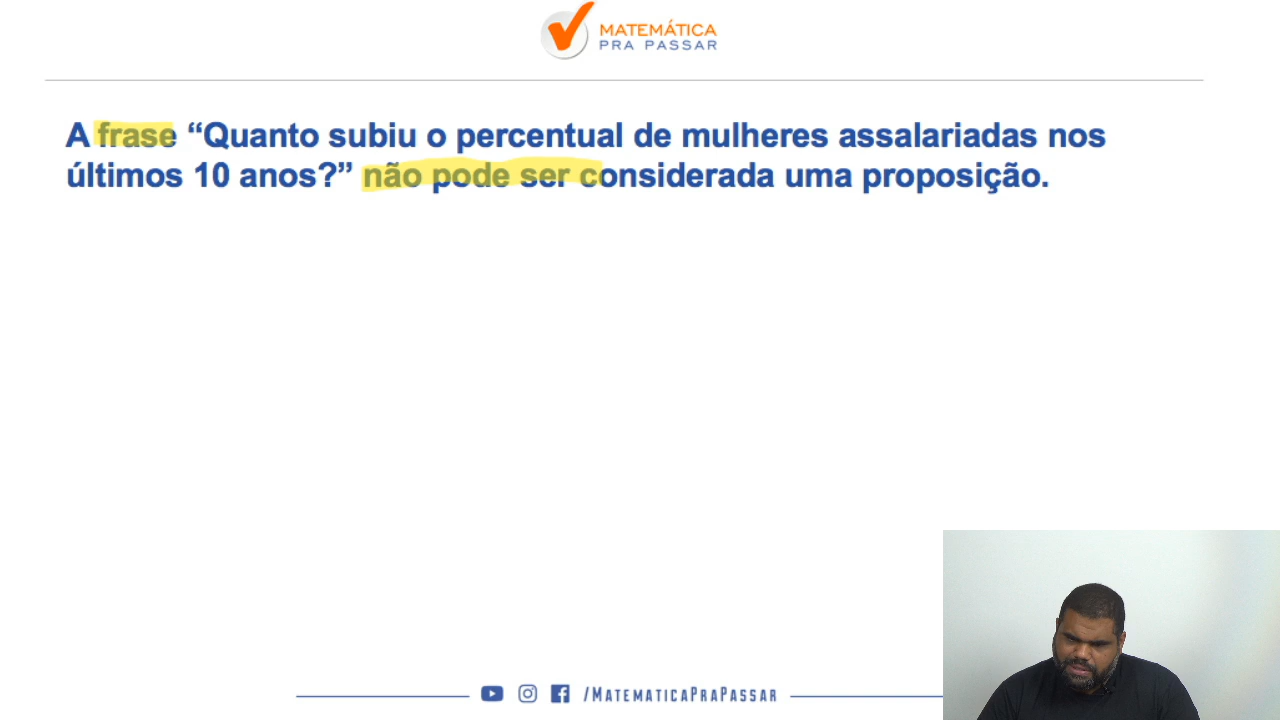 MATEMÁTICA
PRA PASSAR
A frase “Quanto subiu o percentual de mulheres assalariadas nos
últimos 10 anos?” não pode ser considerada uma proposição.
/MATEMATICAPRAPASSAR